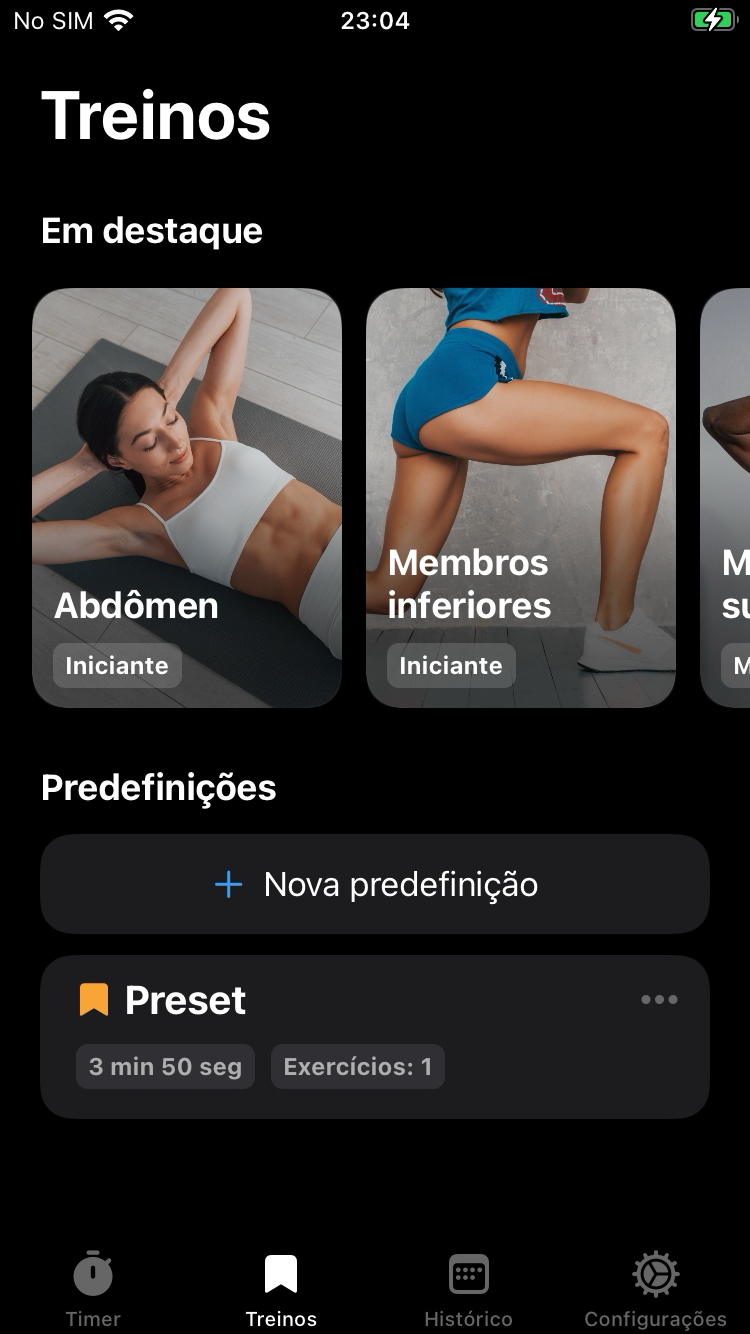 No SIM
23:04
Treinos
Em destaque
Abdômen
Iniciante
Membros
inferiores
Iniciante
Predefinições
Nova predefinição
Preset
3 min 50 seg
Exercícios: 1
Timer
Treinos
Histórico
Configurações